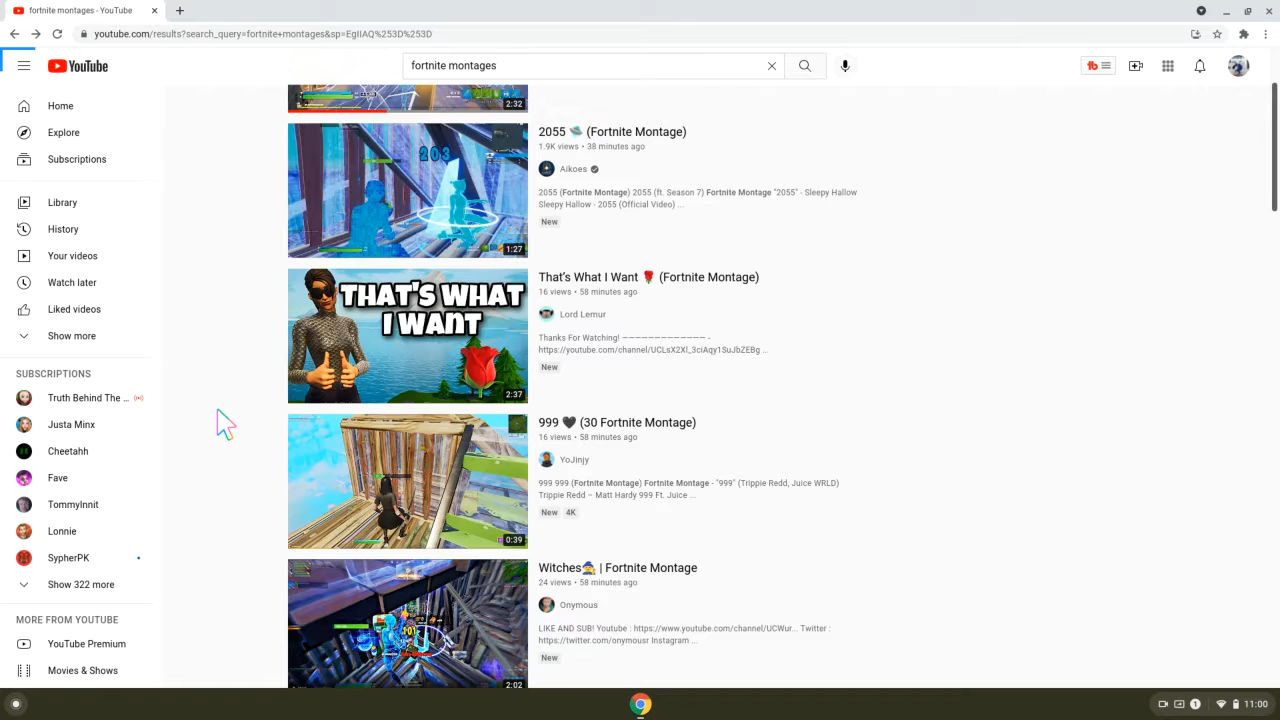 fortnite montages - YouTube
youtube.com/results?search_query=fortnite+montages&sp=EgIIAQ%253D%253D
YouTube
fortnite montages
Home
Explore
Subscriptions
Library
History
Your videos
Watch later
Liked videos
Show more
SUBSCRIPTIONS
Truth Behind The ...
Justa Minx
Cheetahh
Fave
TommyInnit
Lonnie
SypherPK
Show 322 more
MORE FROM YOUTUBE
YouTube Premium
Movies & Shows
2:32
203
1:27
2055 🛸 (Fortnite Montage)
1.9K views • 38 minutes ago
Aikoes
2055 (Fortnite Montage) 2055 (ft. Season 7) Fortnite Montage "2055" - Sleepy Hallow
Sleepy Hallow - 2055 (Official Video) ...
New
THAT'S WHAT
I WANT
2:37
That's What I Want 🌹 (Fortnite Montage)
16 views • 58 minutes ago
Lord Lemur
Thanks For Watching! —————————————— -
https://youtube.com/channel/UCLsX2Xl_3ciAqy1SuJbZEBg ...
New
0:39
999 🖤 (30 Fortnite Montage)
16 views • 58 minutes ago
YoJinjy
999 999 (Fortnite Montage) Fortnite Montage - "999" (Trippie Redd, Juice WRLD)
Trippie Redd – Matt Hardy 999 Ft. Juice ...
New 4K
2:02
Witches🧙 | Fortnite Montage
24 views • 58 minutes ago
Onymous
LIKE AND SUB! Youtube : https://www.youtube.com/channel/UCWur... Twitter :
https://twitter.com/onymousr Instagram ...
New
1
11:00